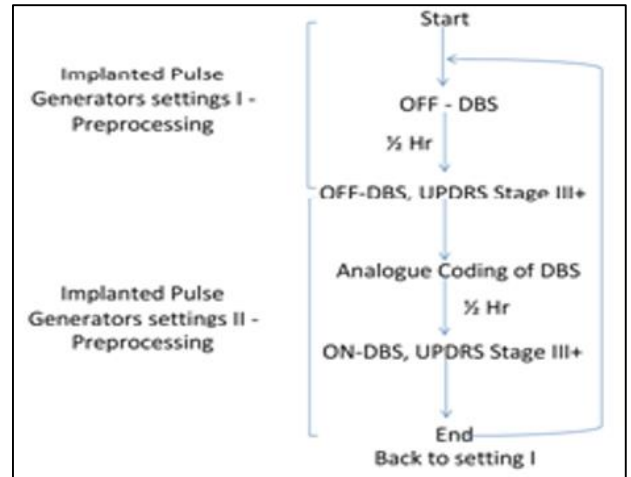 Start
Implanted Pulse
Generators settings I -
Preprocessing
OFF - DBS
½ Hr
OFF-DBS, UPDRS Stage III+
Analogue Coding of DBS
Implanted Pulse
Generators settings II -
Preprocessing
½ Hr
ON-DBS, UPDRS Stage III+
End
Back to setting I